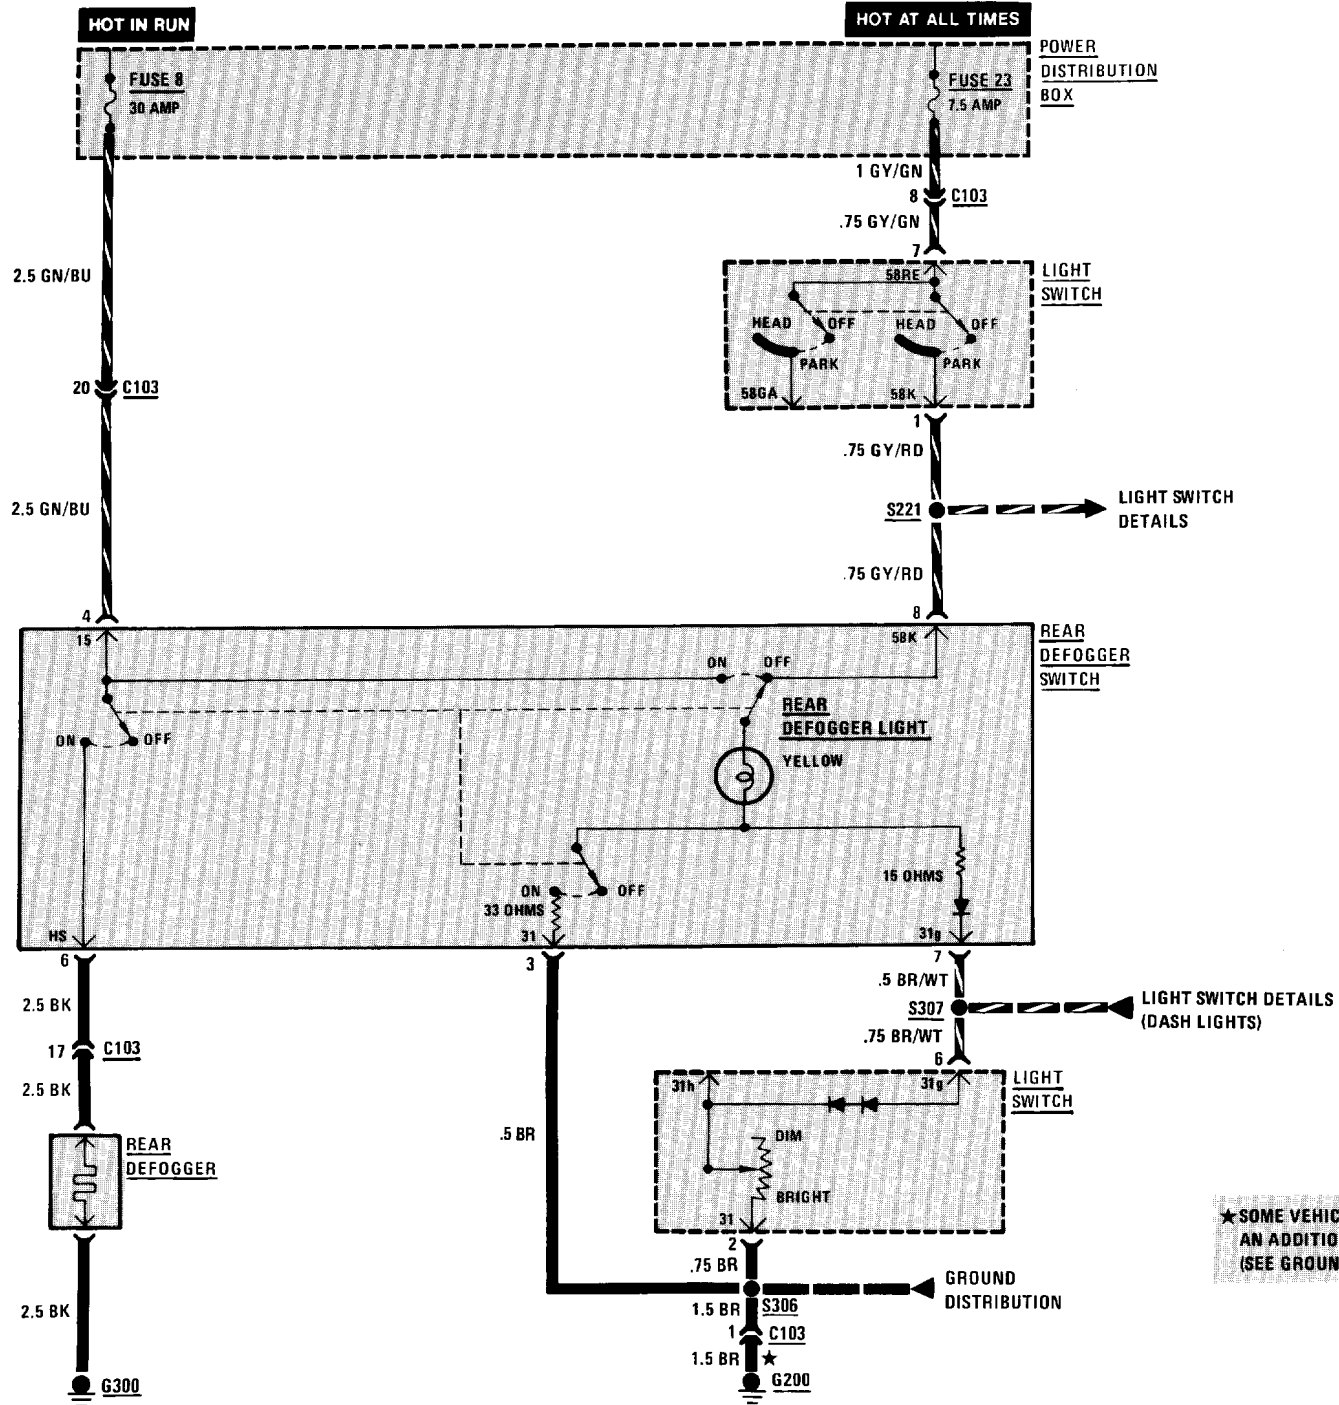 HOT IN RUN
HOT AT ALL TIMES
POWER
DISTRIBUTION
BOX
FUSE 8
30 AMP
FUSE 23
7.5 AMP
1 GY/GN
8 C103
.75 GY/GN
7
2.5 GN/BU
58RE
LIGHT
SWITCH
HEAD OFF HEAD OFF
PARK PARK
20 C103
58GA 58K
1
.75 GY/RD
2.5 GN/BU
S221
LIGHT SWITCH
DETAILS
.75 GY/RD
4 8
15 58K
REAR
DEFOGGER
SWITCH
ON OFF
REAR
DEFOGGER LIGHT
ON OFF
YELLOW
15 OHMS
ON OFF
33 OHMS
HS 31 31g
6 3 7
2.5 BK
.5 BR/WT
S307
LIGHT SWITCH DETAILS
(DASH LIGHTS)
.75 BR/WT
17 C103
6
2.5 BK
31h 31g
LIGHT
SWITCH
.5 BR
DIM
REAR
DEFOGGER
BRIGHT
31
2
★SOME VEHIC
AN ADDITIO
(SEE GROUN
.75 BR
GROUND
DISTRIBUTION
2.5 BK
1.5 BR S306
1 C103
1.5 BR ★
G300 G200